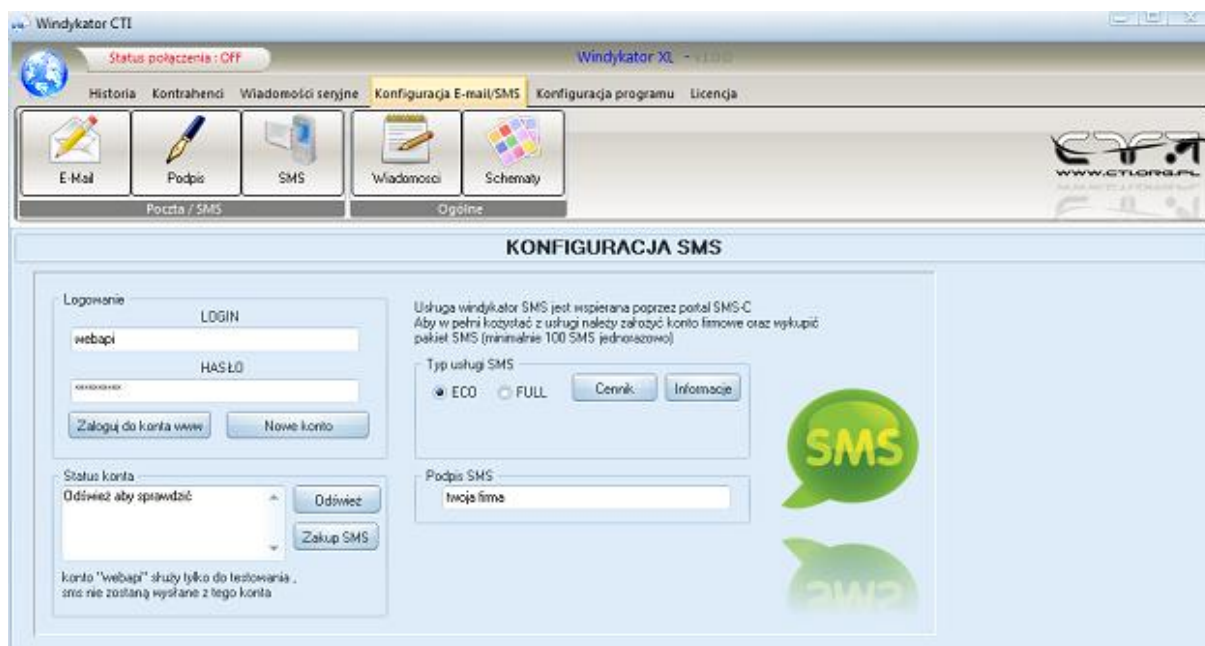 Windykator CTI
Status połączenia : OFF
Windykator XL -
Historia Kontrahenci Wiadomości seryjne Konfiguracja E-mail/SMS Konfiguracja programu Licencja
E-Mail Podpis SMS Wiadomosci Schematy
Poczta / SMS Ogólne
WWW.CTI.ORG.PL
KONFIGURACJA SMS
Logowanie
LOGIN
webapi
HASŁO
Zaloguj do konta www Nowe konto
Usługa windykator SMS jest wspierana poprzez portal SMS-C
Aby w pełni kożystać z usługi należy założyć konto firmowe oraz wykupić
pakiet SMS (minimalnie 100 SMS jednorazowo)
Typ usługi SMS
ECO FULL Cennik Informacje
SMS
Status konta
Odśwież aby sprawdzić
Odśwież
Zakup SMS
Podpis SMS
twoja firma
konto "webapi" służy tylko do testowania ,
sms nie zostaną wysłane z tego konta